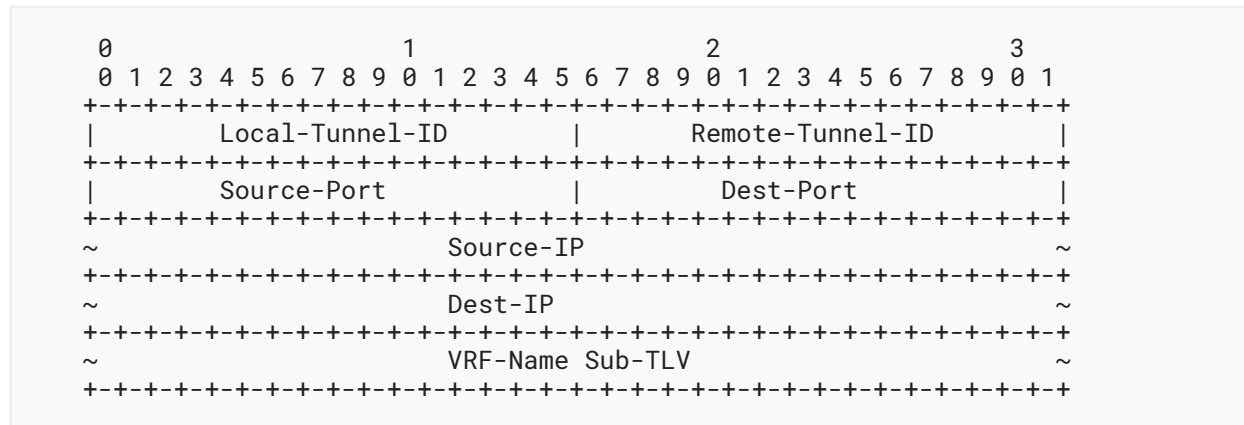 0                   1                   2                   3
 0 1 2 3 4 5 6 7 8 9 0 1 2 3 4 5 6 7 8 9 0 1 2 3 4 5 6 7 8 9 0 1
+-+-+-+-+-+-+-+-+-+-+-+-+-+-+-+-+-+-+-+-+-+-+-+-+-+-+-+-+-+-+-+-+
|        Local-Tunnel-ID        |       Remote-Tunnel-ID        |
+-+-+-+-+-+-+-+-+-+-+-+-+-+-+-+-+-+-+-+-+-+-+-+-+-+-+-+-+-+-+-+-+
|        Source-Port            |         Dest-Port             |
+-+-+-+-+-+-+-+-+-+-+-+-+-+-+-+-+-+-+-+-+-+-+-+-+-+-+-+-+-+-+-+-+
~                       Source-IP                               ~
+-+-+-+-+-+-+-+-+-+-+-+-+-+-+-+-+-+-+-+-+-+-+-+-+-+-+-+-+-+-+-+-+
~                       Dest-IP                                 ~
+-+-+-+-+-+-+-+-+-+-+-+-+-+-+-+-+-+-+-+-+-+-+-+-+-+-+-+-+-+-+-+-+
~                       VRF-Name Sub-TLV                        ~
+-+-+-+-+-+-+-+-+-+-+-+-+-+-+-+-+-+-+-+-+-+-+-+-+-+-+-+-+-+-+-+-+